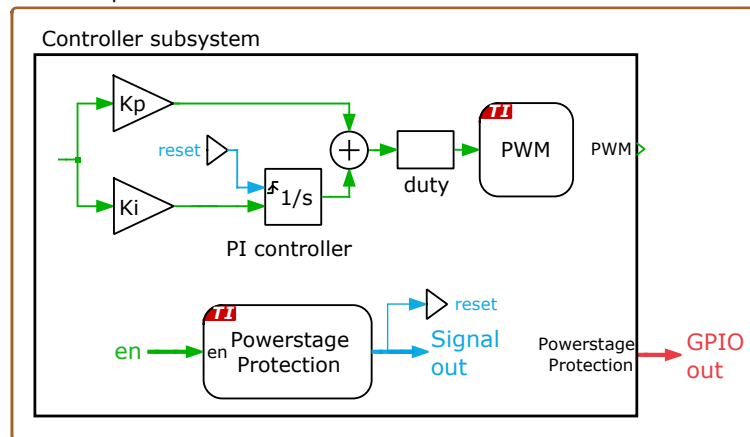 Controller subsystem
Kp
TI
reset
PWM
PWM
1/s
duty
Ki
PI controller
TI
reset
en
en
Powerstage
Protection
Signal
out
Powerstage
Protection
GPIO
out